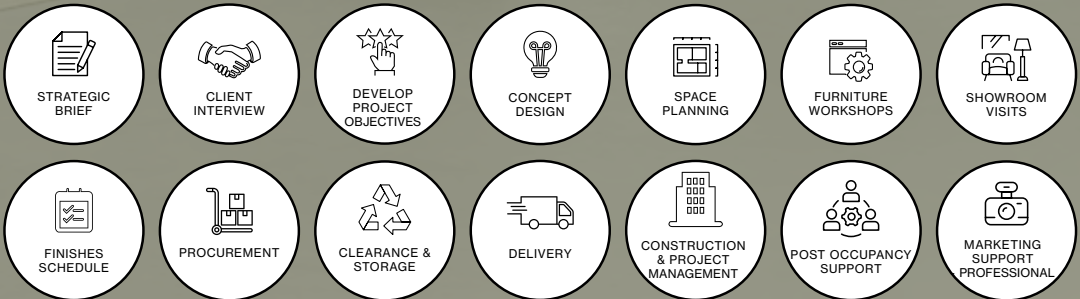 STRATEGIC
BRIEF
CLIENT
INTERVIEW
DEVELOP
PROJECT
OBJECTIVES
CONCEPT
DESIGN
SPACE
PLANNING
FURNITURE
WORKSHOPS
SHOWROOM
VISITS
FINISHES
SCHEDULE
PROCUREMENT
CLEARANCE &
STORAGE
DELIVERY
CONSTRUCTION
& PROJECT
MANAGEMENT
POST OCCUPANCY
SUPPORT
MARKETING
SUPPORT
PROFESSIONAL